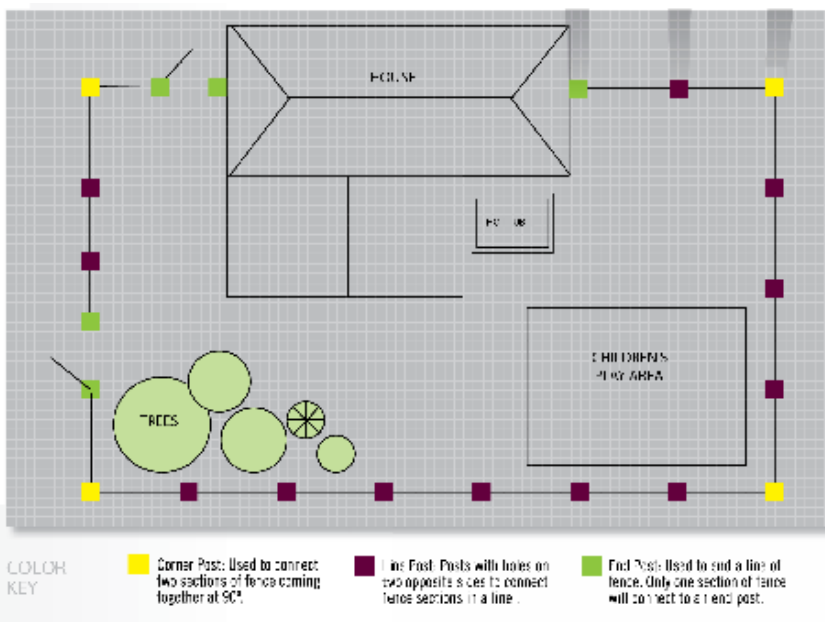 HOUSE
HOT TUB
CHILDREN'S
PLAY AREA
TREES
COLOR
KEY
Corner Post: Used to connect
two sections of fence coming
together at 90°.
Line Post: Posts with holes on
two opposite sides to connect
fence sections in a line.
End Post: Used to end a line of
fence. Only one section of fence
will connect to an end post.